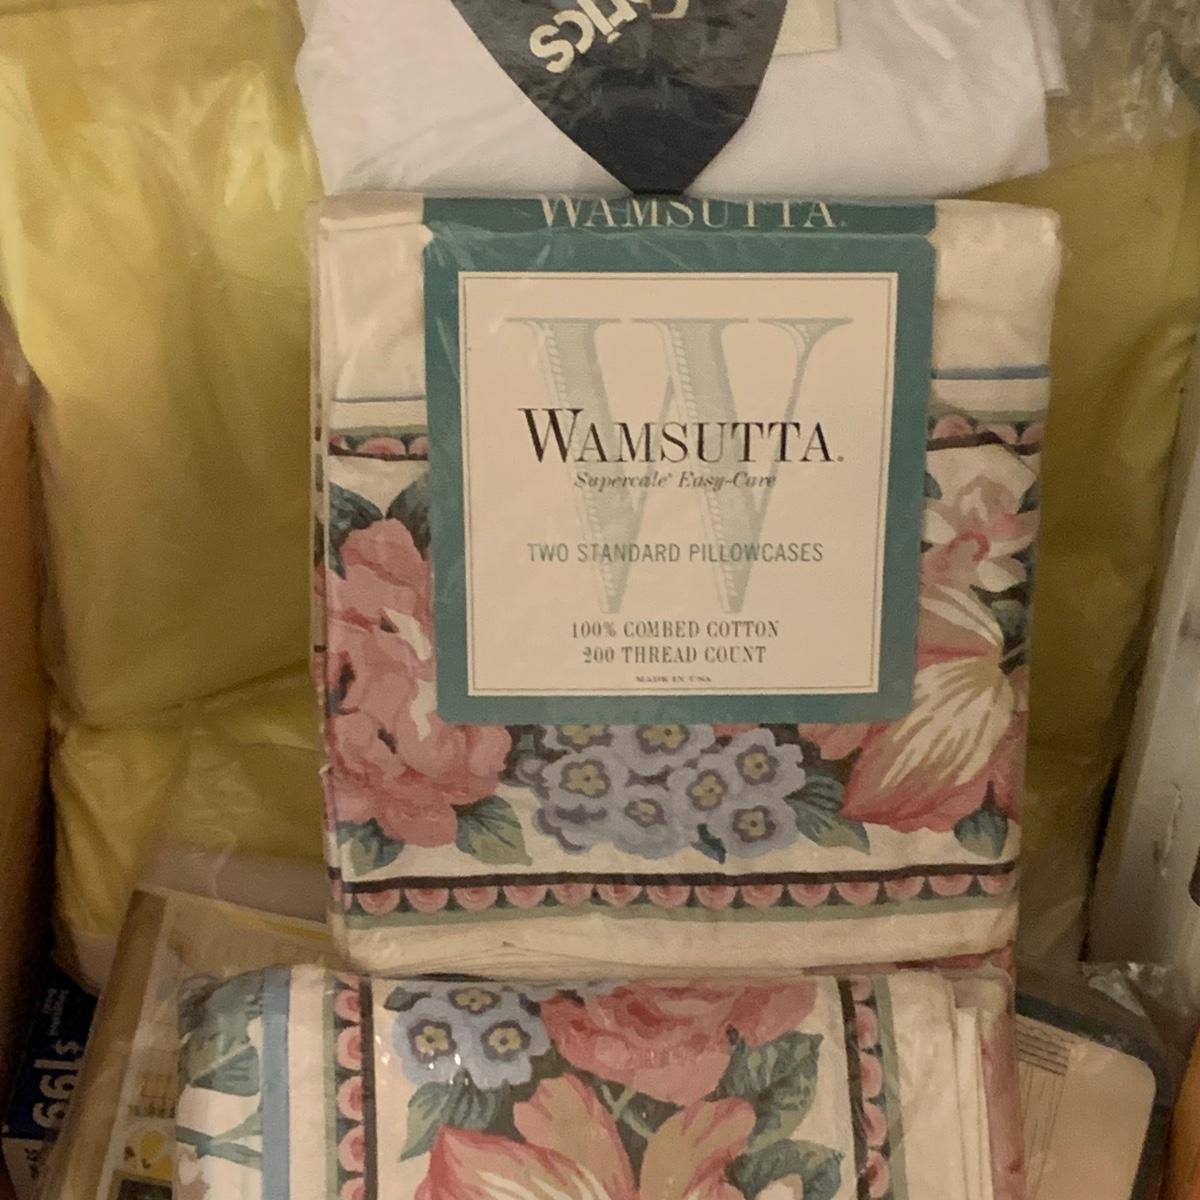 WAMSUTTA.
W
WAMSUTTA.
Supercale® Easy-Care
TWO STANDARD PILLOWCASES
100% COMBED COTTON
200 THREAD COUNT
MADE IN USA